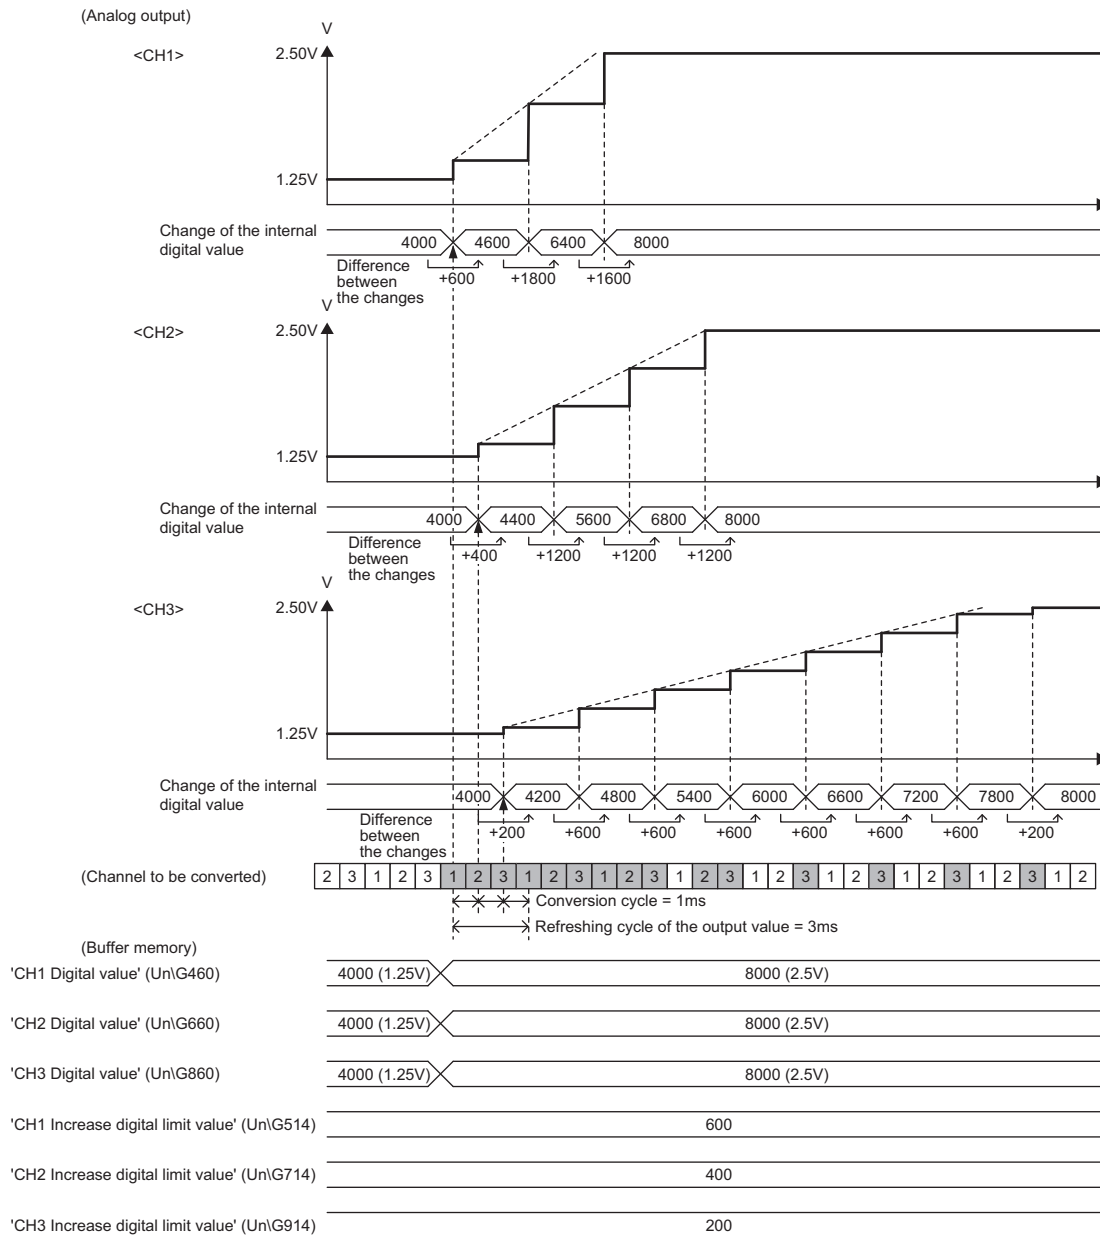 (Analog output)
V
<CH1>
2.50V
1.25V
Change of the internal
digital value
4000 4600 6400 8000
Difference
between
the changes
+600 +1800 +1600
V
<CH2>
2.50V
1.25V
Change of the internal
digital value
4000 4400 5600 6800 8000
Difference
between
the changes
+400 +1200 +1200 +1200
V
<CH3>
2.50V
1.25V
Change of the internal
digital value
4000 4200 4800 5400 6000 6600 7200 7800 8000
Difference
between
the changes
+200 +600 +600 +600 +600 +600 +600 +200
(Channel to be converted)
2 3 1 2 3 1 2 3 1 2 3 1 2 3 1 2 3 1 2 3 1 2 3 1 2 3 1 2 3 1 2
Conversion cycle = 1ms
Refreshing cycle of the output value = 3ms
(Buffer memory)
'CH1 Digital value' (Un\G460) 4000 (1.25V) 8000 (2.5V)
'CH2 Digital value' (Un\G660) 4000 (1.25V) 8000 (2.5V)
'CH3 Digital value' (Un\G860) 4000 (1.25V) 8000 (2.5V)
'CH1 Increase digital limit value' (Un\G514) 600
'CH2 Increase digital limit value' (Un\G714) 400
'CH3 Increase digital limit value' (Un\G914) 200